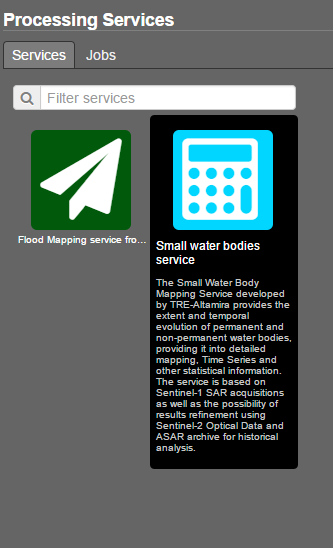 Processing Services
Services
Jobs
Filter services
Flood Mapping service fro...
Small water bodies
service
The Small Water Body
Mapping Service developed
by TRE-Altamira provides the
extent and temporal
evolution of permanent and
non-permanent water bodies,
providing it into detailed
mapping, Time Series and
other statistical information.
The service is based on
Sentinel-1 SAR acquisitions
as well as the possibility of
results refinement using
Sentinel-2 Optical Data and
ASAR archive for historical
analysis.